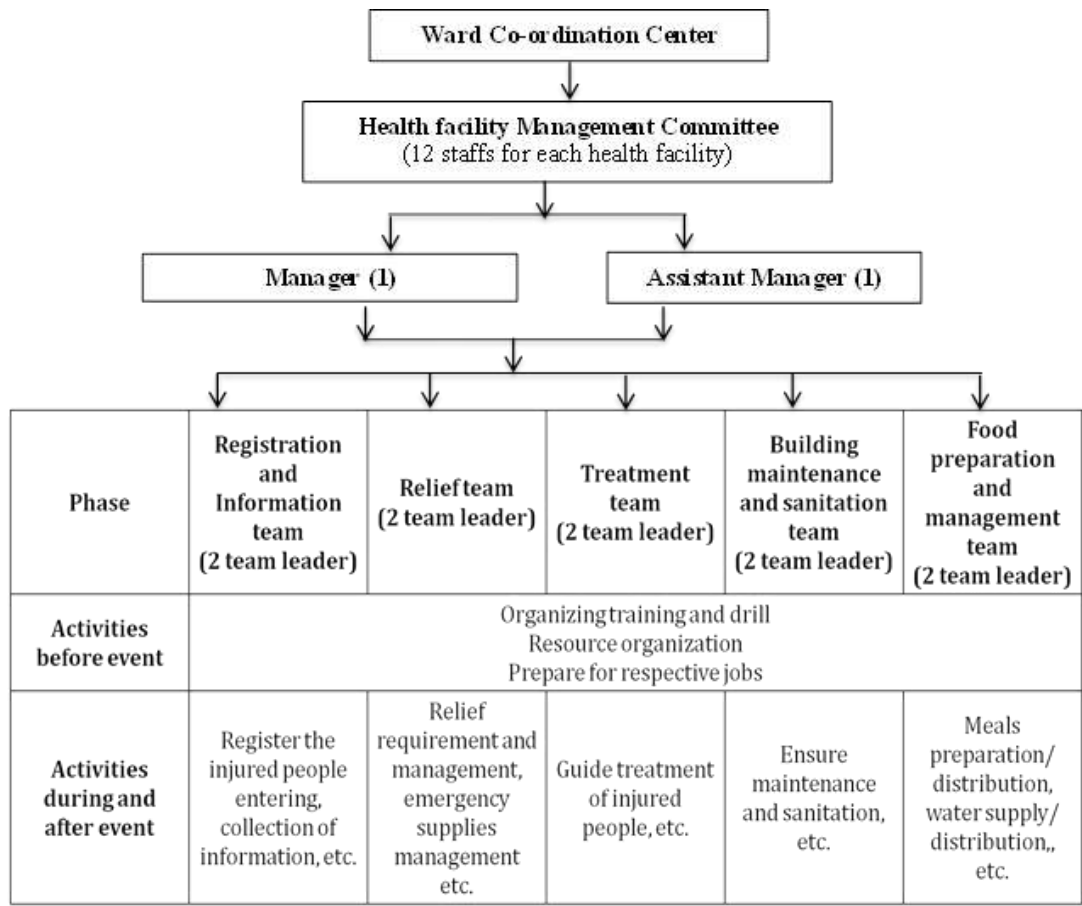 Ward Co-ordination Center
Health facility Management Committee
(12 staffs for each health facility)
Manager (1)
Assistant Manager (1)
Phase
Registration
and
Information
team
(2 team leader)
Relief team
(2 team leader)
Treatment
team
(2 team leader)
Building
maintenance
and sanitation
team
(2 team leader)
Food
preparation
and
management
team
(2 team leader)
Activities
before event
Organizing training and drill
Resource organization
Prepare for respective jobs
Activities
during and
after event
Register the
injured people
entering,
collection of
information, etc.
Relief
requirement and
management,
emergency
supplies
management
etc.
Guide treatment
of injured
people, etc.
Ensure
maintenance
and sanitation,
etc.
Meals
preparation/
distribution,
water supply/
distribution,,
etc.